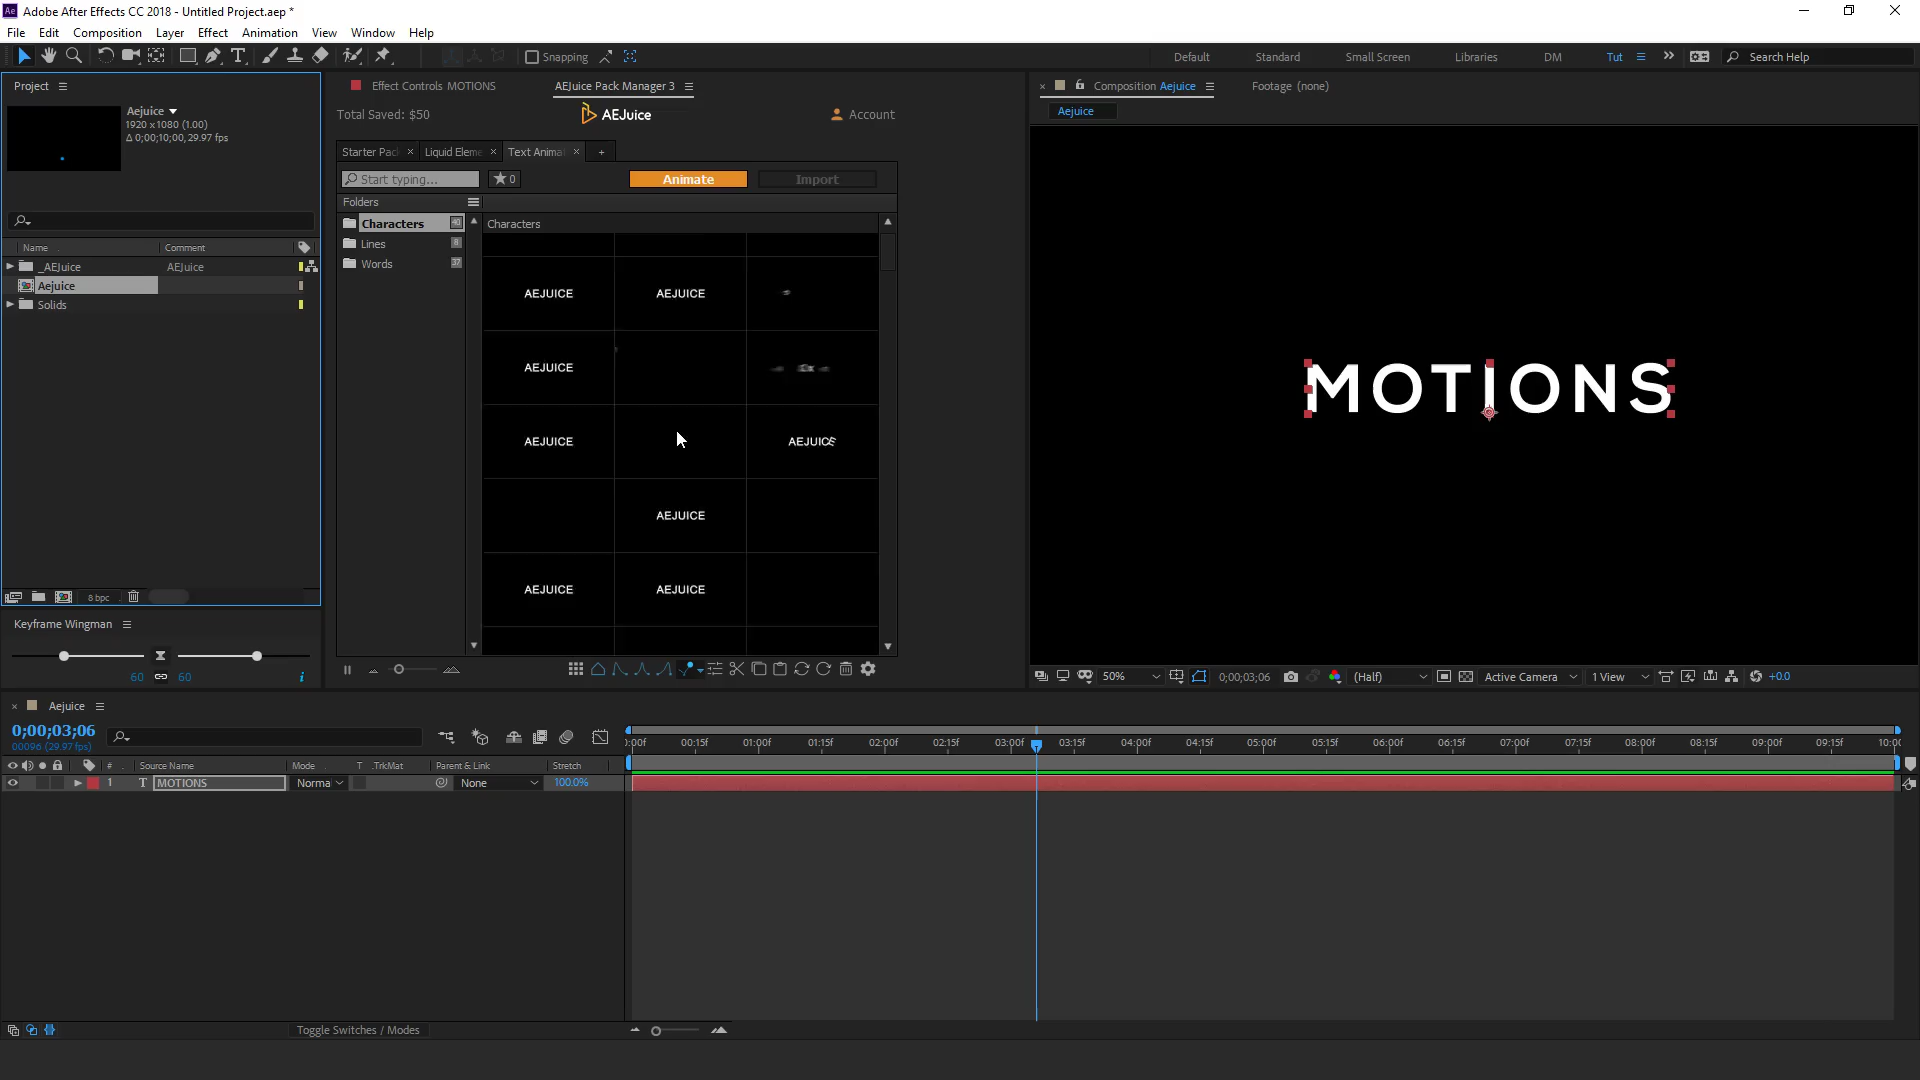 Ae Adobe After Effects CC 2018 - Untitled Project.aep *
File Edit Composition Layer Effect Animation View Window Help
Snapping
Default Standard Small Screen Libraries DM Tut Search Help
Project
Aejuice
1920 x1080 (1.00)
Δ 0;00;10;00, 29.97 fps
Name Comment
_AEJuice AEJuice
Aejuice
Solids
8 bpc
Keyframe Wingman
60 60
Effect Controls MOTIONS AEJuice Pack Manager 3
Total Saved: $50 AEJuice Account
Starter Pac Liquid Eleme Text Animat +
Start typing... 0 Animate Import
Folders
Characters 40 Characters
Lines 8
Words 37
AEJUICE AEJUICE
AEJUICE
AEJUICE AEJUICE
AEJUICE
AEJUICE AEJUICE
Composition Aejuice Footage (none)
Aejuice
MOTIONS
50% 0;00;03;06 (Half) Active Camera 1 View +0.0
Aejuice
0;00;03;06
00096 (29.97 fps)
:00f 00:15f 01:00f 01:15f 02:00f 02:15f 03:00f 03:15f 04:00f 04:15f 05:00f 05:15f 06:00f 06:15f 07:00f 07:15f 08:00f 08:15f 09:00f 09:15f 10:00
# Source Name Mode T .TrkMat Parent & Link Stretch
1 T MOTIONS Norma None 100.0%
Toggle Switches / Modes